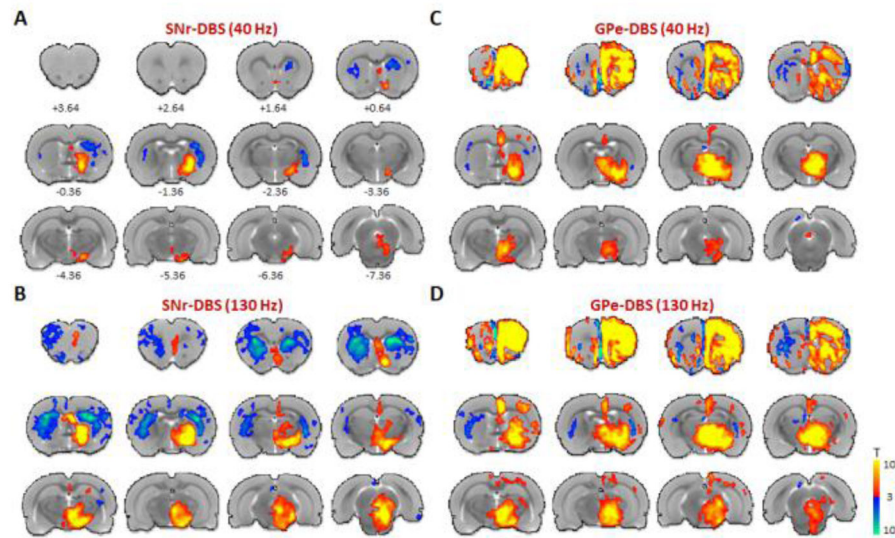 A
SNr-DBS (40 Hz)
+3.64 +2.64 +1.64 +0.64
-0.36 -1.36 -2.36 -3.36
-4.36 -5.36 -6.36 -7.36
B
SNr-DBS (130 Hz)
C
GPe-DBS (40 Hz)
D
GPe-DBS (130 Hz)
T
10
3
10